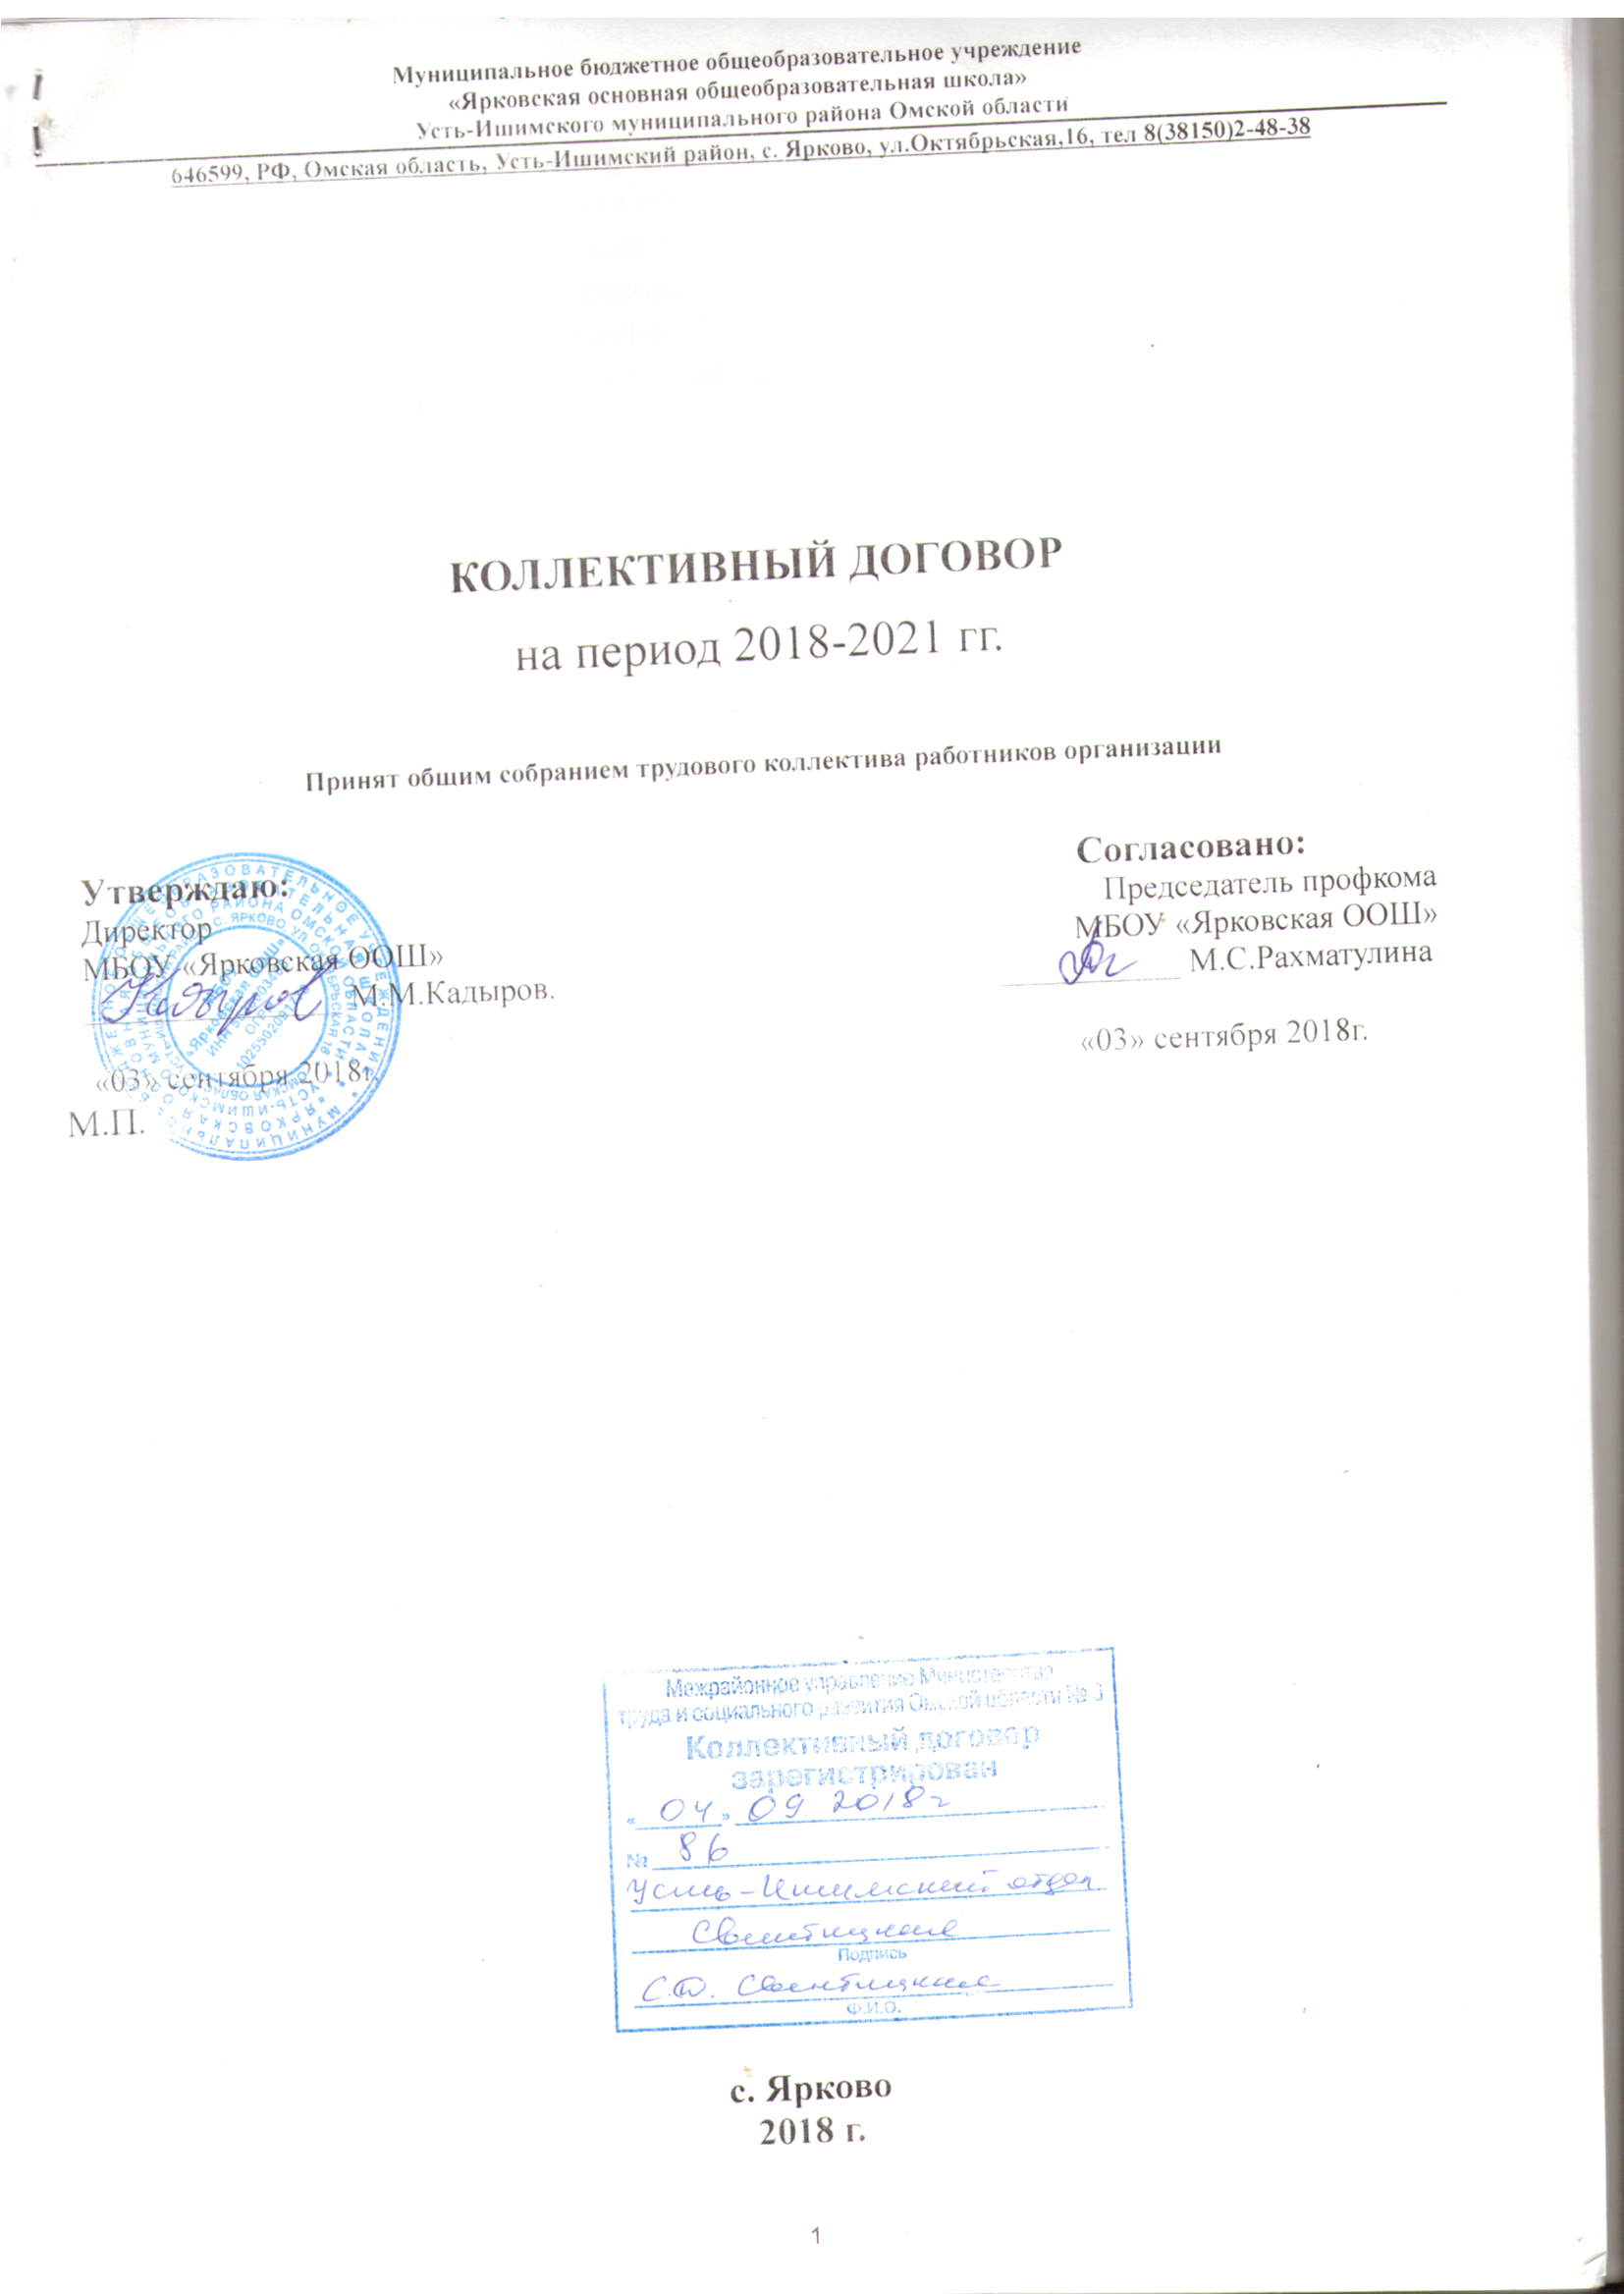 Муниципальное бюджетное общеобразовательное учреждение
«Ярковская основная общеобразовательная школа»
Усть-Ишимского муниципального района Омской области
646599, РФ, Омская область, Усть-Ишимский район, с. Ярково, ул.Октябрьская,16, тел 8(38150)2-48-38
КОЛЛЕКТИВНЫЙ ДОГОВОР
на период 2018-2021 гг.
Принят общим собранием трудового коллектива работников организации
Утверждаю:
Директор
МБОУ «Ярковская ООШ»
М.М.Кадыров.
«03» сентября 2018г
М.П.
Согласовано:
Председатель профкома
МБОУ «Ярковская ООШ»
М.С.Рахматулина
«03» сентября 2018г.
Межрайонное управление Министерства
труда и социального развития Омской области №
Коллективный договор
зарегистрирован
«04» 09 2018 г
№ 86
Усть-Ишимский отдел
Подпись
Ф.И.О.
с. Ярково
2018 г.
1